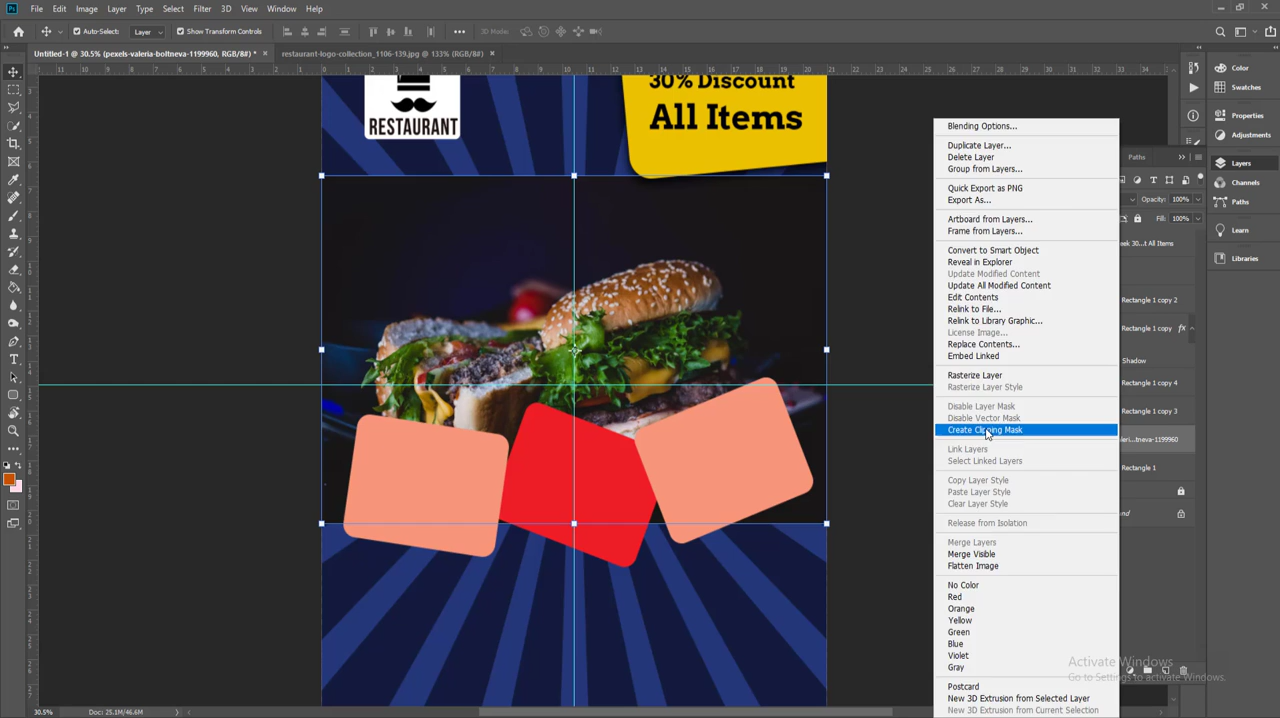 Ps File Edit Image Layer Type Select Filter 3D View Window Help
Auto-Select: Layer Show Transform Controls 3D Mode:
Untitled-1 @ 30.5% (pexels-valeria-boltneva-1199960, RGB/8#) * × restaurant-logo-collection_1106-139.jpg @ 133% (RGB/8#) ×
30% Discount
All Items
RESTAURANT
Color
Swatches
Properties
Adjustments
Paths
Layers
Channels
Paths
Learn
Libraries
Opacity: 100%
Fill: 100%
eek 30...t All Items
Rectangle 1 copy 2
Rectangle 1 copy fx
Shadow
Rectangle 1 copy 4
Rectangle 1 copy 3
aleri...ltneva-1199960
Rectangle 1
Blending Options...
Duplicate Layer...
Delete Layer
Group from Layers...
Quick Export as PNG
Export As...
Artboard from Layers...
Frame from Layers...
Convert to Smart Object
Reveal in Explorer
Update Modified Content
Update All Modified Content
Edit Contents
Relink to File...
Relink to Library Graphic...
License Image...
Replace Contents...
Embed Linked
Rasterize Layer
Rasterize Layer Style
Disable Layer Mask
Disable Vector Mask
Create Clipping Mask
Link Layers
Select Linked Layers
Copy Layer Style
Paste Layer Style
Clear Layer Style
Release from Isolation
Merge Layers
Merge Visible
Flatten Image
No Color
Red
Orange
Yellow
Green
Blue
Violet
Gray
Postcard
New 3D Extrusion from Selected Layer
New 3D Extrusion from Current Selection
Activate Windows
Go to Settings to activate Windows.
30.5% Doc: 25.1M/46.6M